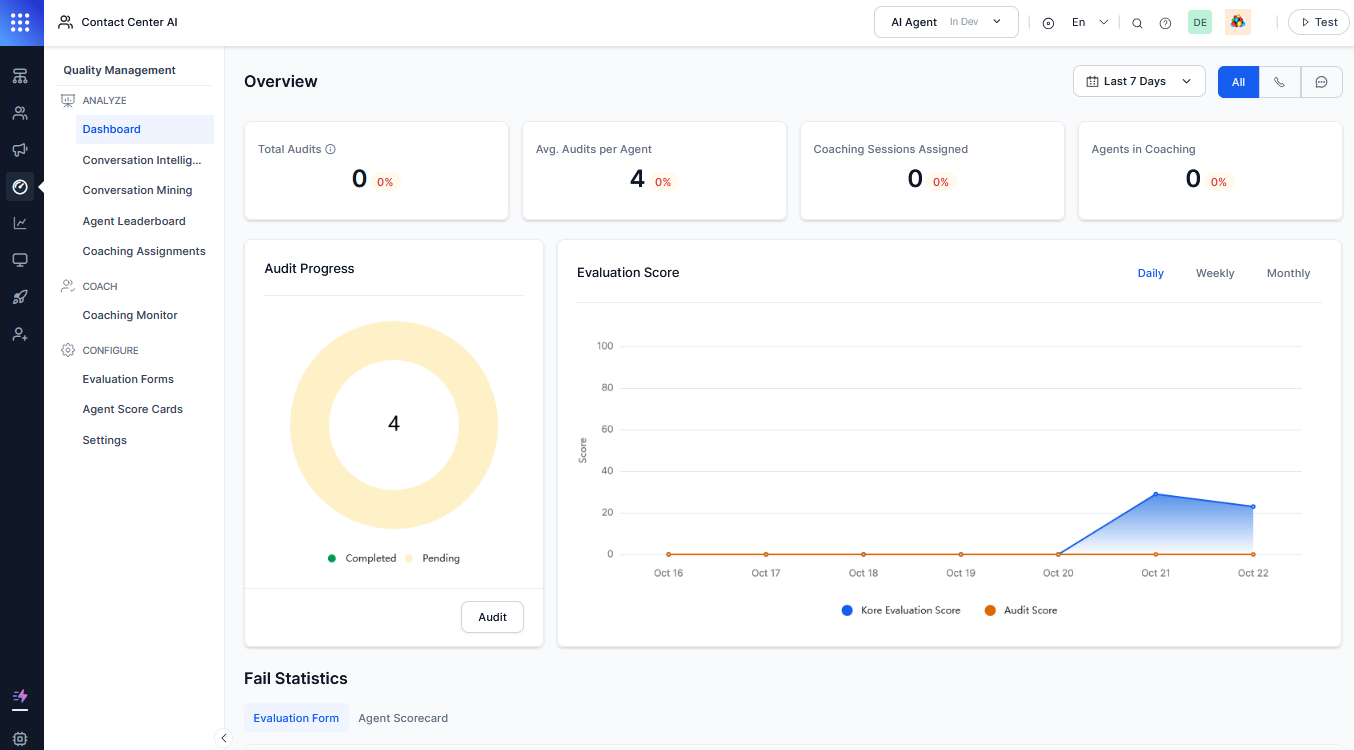 Contact Center AI
AI Agent In Dev
En
DE
Test
Quality Management
ANALYZE
Dashboard
Conversation Intellig...
Conversation Mining
Agent Leaderboard
Coaching Assignments
COACH
Coaching Monitor
CONFIGURE
Evaluation Forms
Agent Score Cards
Settings
Overview
Last 7 Days
All
Total Audits
0 0%
Avg. Audits per Agent
4 0%
Coaching Sessions Assigned
0 0%
Agents in Coaching
0 0%
Audit Progress
4
Completed Pending
Audit
Evaluation Score
Daily Weekly Monthly
100
80
60
40
20
0
Score
Oct 16 Oct 17 Oct 18 Oct 19 Oct 20 Oct 21 Oct 22
Kore Evaluation Score Audit Score
Fail Statistics
Evaluation Form Agent Scorecard